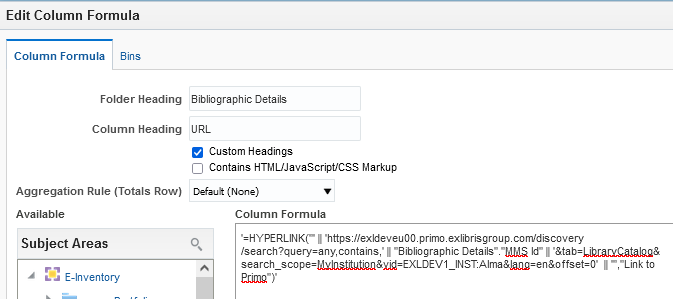 Edit Column Formula
Column Formula
Bins
Folder Heading
Bibliographic Details
Column Heading
URL
Custom Headings
Contains HTML/JavaScript/CSS Markup
Aggregation Rule (Totals Row)
Default (None)
Available
Column Formula
Subject Areas
E-Inventory
'=HYPERLINK("' || 'https://exldeveu00.primo.exlibrisgroup.com/discovery
/search?query=any,contains,' || "Bibliographic Details"."MMS Id" || '&tab=LibraryCatalog&
search_scope=MyInstitution&vid=EXLDEV1_INST:Alma&lang=en&offset=0' || '","Link to
Primo")'